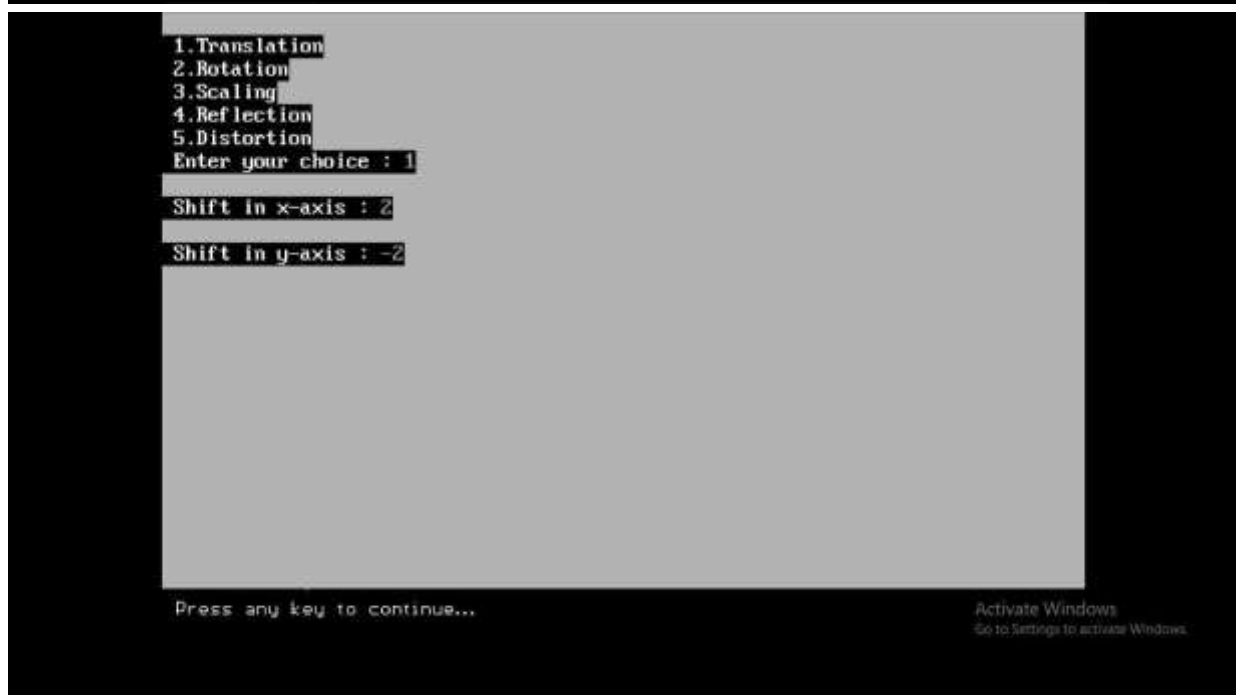 1.Translation
2.Rotation
3.Scaling
4.Reflection
5.Distortion
Enter your choice : 1
Shift in x-axis : 2
Shift in y-axis : -2
Press any key to continue...
Activate Windows
Go to Settings to activate Windows.